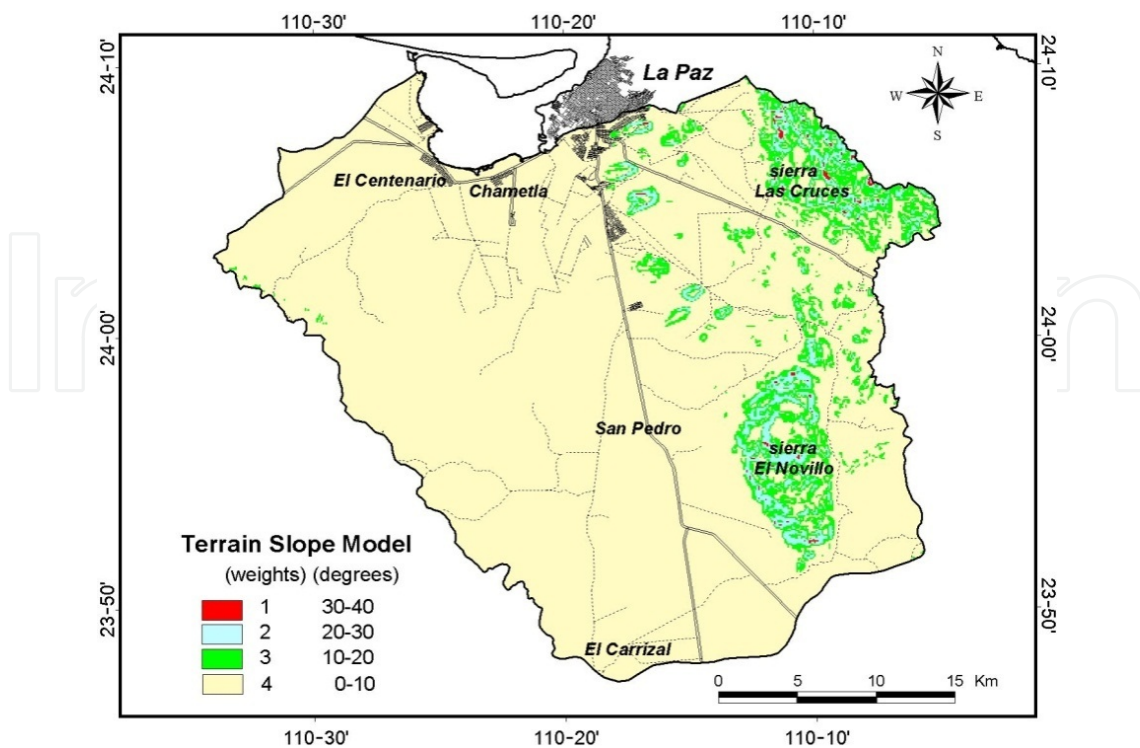 110-30' 110-20' 110-10'
24-10' 24-10'
La Paz
N
W E
S
El Centenario
Chametla
sierra
Las Cruces
24-00' 24-00'
San Pedro
sierra
El Novillo
Terrain Slope Model
(weights) (degrees)
1 30-40
2 20-30
3 10-20
4 0-10
23-50' 23-50'
El Carrizal
0 5 10 15 Km
110-30' 110-20' 110-10'